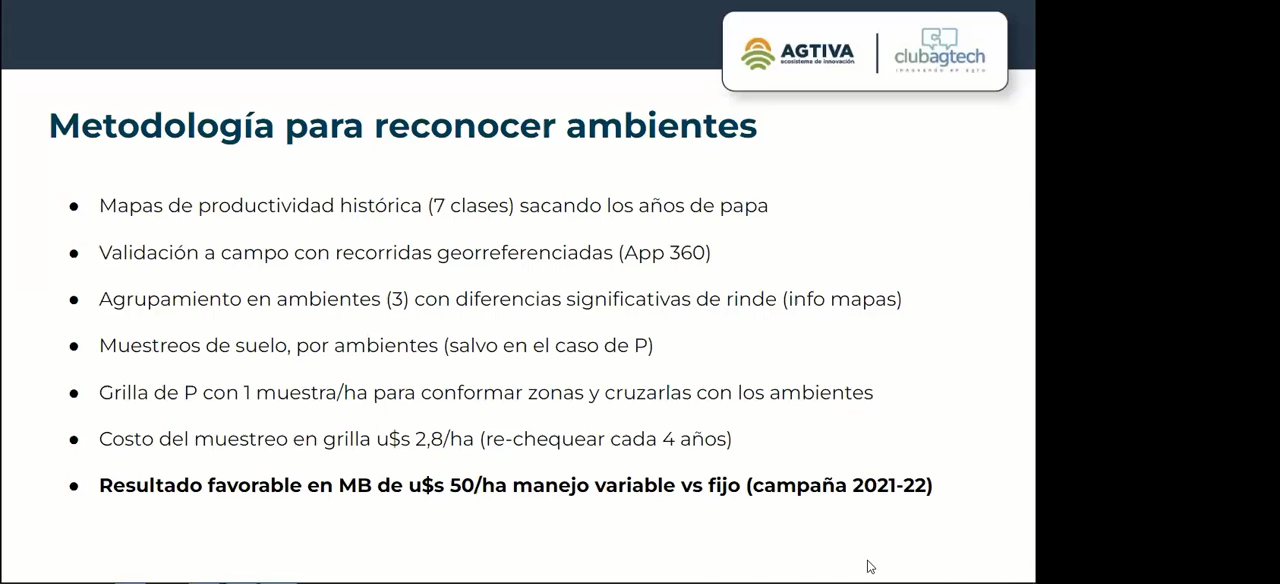 AGTIVA
ecosistema de innovación
clubagtech
innovando en agro
Metodología para reconocer ambientes
● Mapas de productividad histórica (7 clases) sacando los años de papa
● Validación a campo con recorridas georreferenciadas (App 360)
● Agrupamiento en ambientes (3) con diferencias significativas de rinde (info mapas)
● Muestreos de suelo, por ambientes (salvo en el caso de P)
● Grilla de P con 1 muestra/ha para conformar zonas y cruzarlas con los ambientes
● Costo del muestreo en grilla u$s 2,8/ha (re-chequear cada 4 años)
● Resultado favorable en MB de u$s 50/ha manejo variable vs fijo (campaña 2021-22)